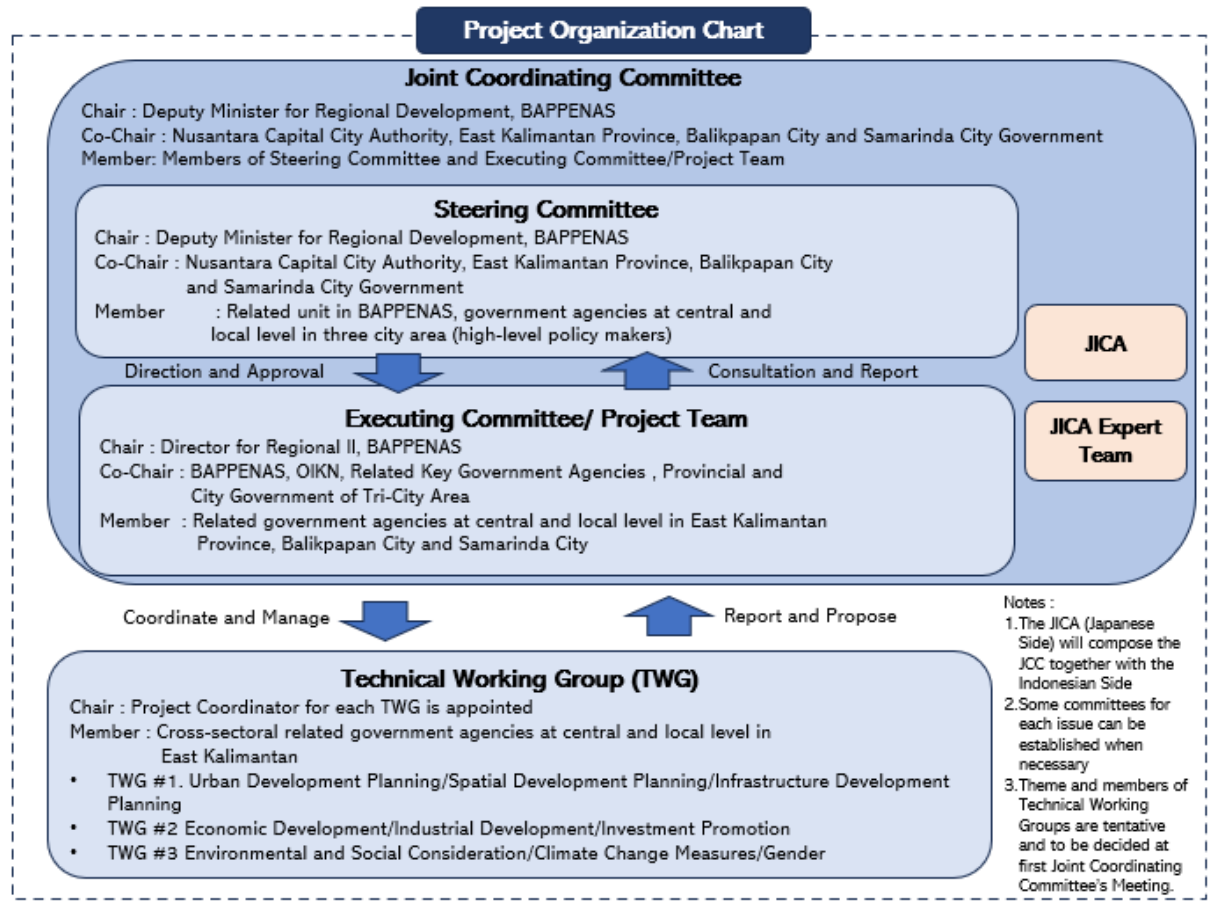 Project Organization Chart
Joint Coordinating Committee
Chair : Deputy Minister for Regional Development, BAPPENAS
Co-Chair : Nusantara Capital City Authority, East Kalimantan Province, Balikpapan City and Samarinda City Government
Member: Members of Steering Committee and Executing Committee/Project Team
Steering Committee
Chair : Deputy Minister for Regional Development, BAPPENAS
Co-Chair : Nusantara Capital City Authority, East Kalimantan Province, Balikpapan City
and Samarinda City Government
Member : Related unit in BAPPENAS, government agencies at central and
local level in three city area (high-level policy makers)
Direction and Approval
Consultation and Report
JICA
JICA Expert
Team
Executing Committee/ Project Team
Chair : Director for Regional II, BAPPENAS
Co-Chair : BAPPENAS, OIKN, Related Key Government Agencies , Provincial and
City Government of Tri-City Area
Member : Related government agencies at central and local level in East Kalimantan
Province, Balikpapan City and Samarinda City
Coordinate and Manage
Report and Propose
Technical Working Group (TWG)
Chair : Project Coordinator for each TWG is appointed
Member : Cross-sectoral related government agencies at central and local level in
East Kalimantan
• TWG #1. Urban Development Planning/Spatial Development Planning/Infrastructure Development
Planning
• TWG #2 Economic Development/Industrial Development/Investment Promotion
• TWG #3 Environmental and Social Consideration/Climate Change Measures/Gender
Notes :
1.The JICA (Japanese
Side) will compose the
JCC together with the
Indonesian Side
2.Some committees for
each issue can be
established when
necessary
3.Theme and members of
Technical Working
Groups are tentative
and to be decided at
first Joint Coordinating
Committee's Meeting.